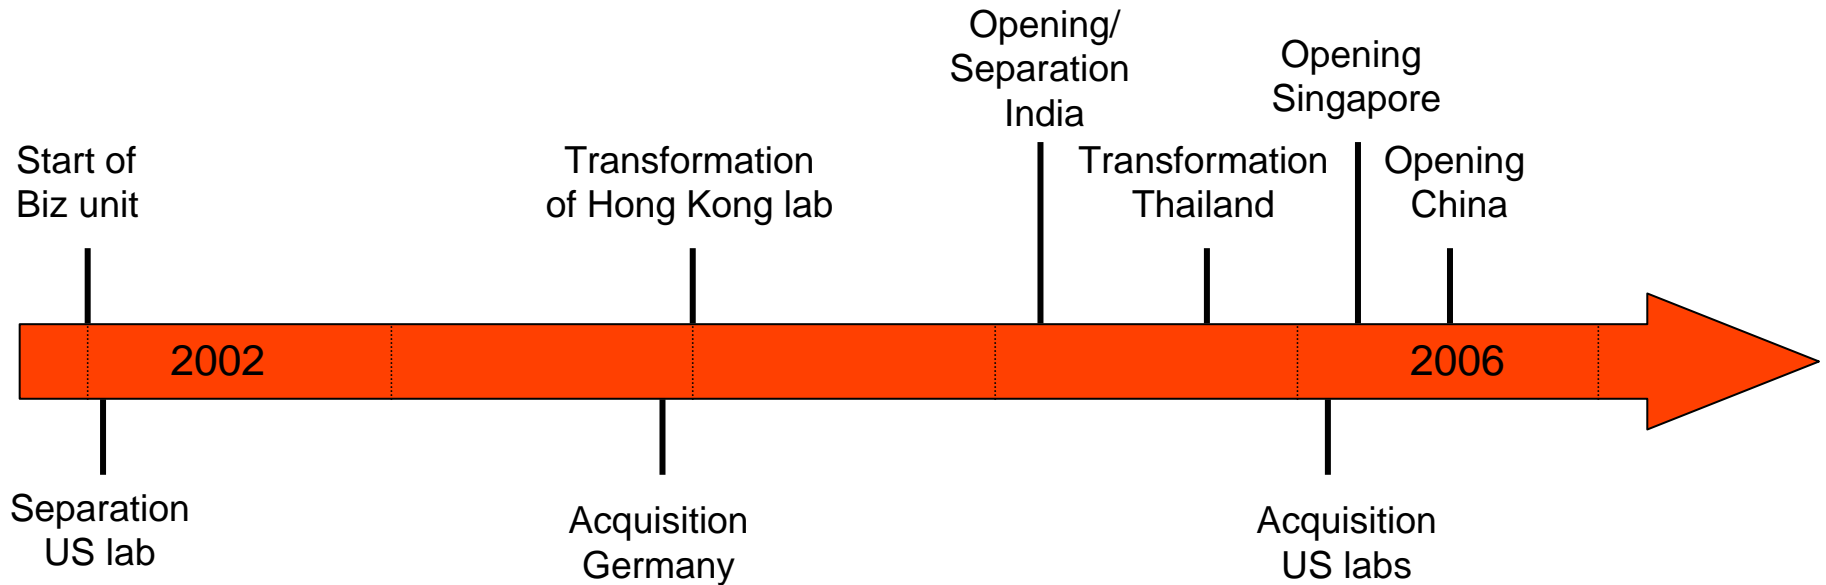 Opening/
Separation
India
Opening
Singapore
Start of
Biz unit
Transformation
of Hong Kong lab
Transformation
Thailand
Opening
China
2002
2006
Separation
US lab
Acquisition
Germany
Acquisition
US labs